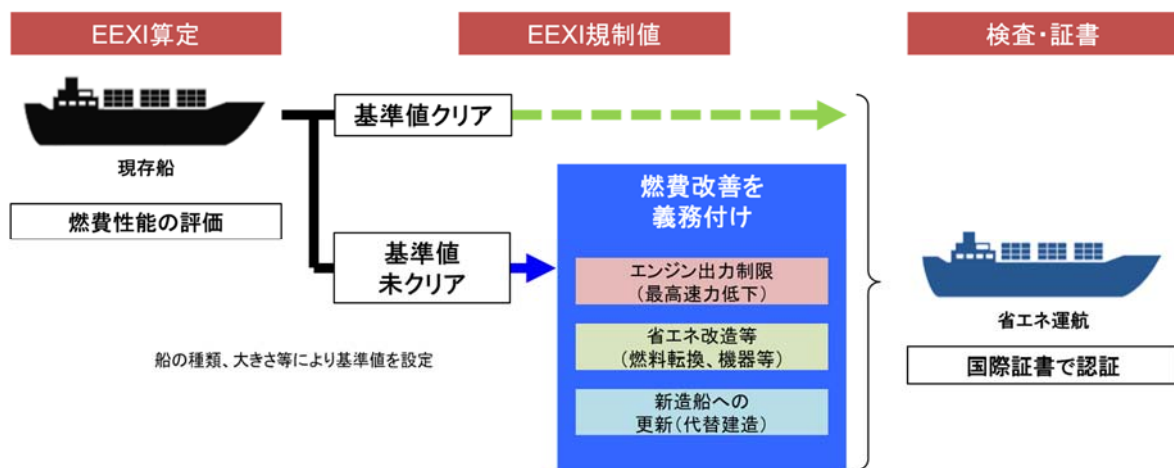 EEXI算定
EEXI規制値
検査・証書
現存船
燃費性能の評価
基準値クリア
基準値
未クリア
船の種類、大きさ等により基準値を設定
燃費改善を
義務付け
エンジン出力制限
（最高速力低下）
省エネ改造等
（燃料転換、機器等）
新造船への
更新（代替建造）
省エネ運航
国際証書で認証